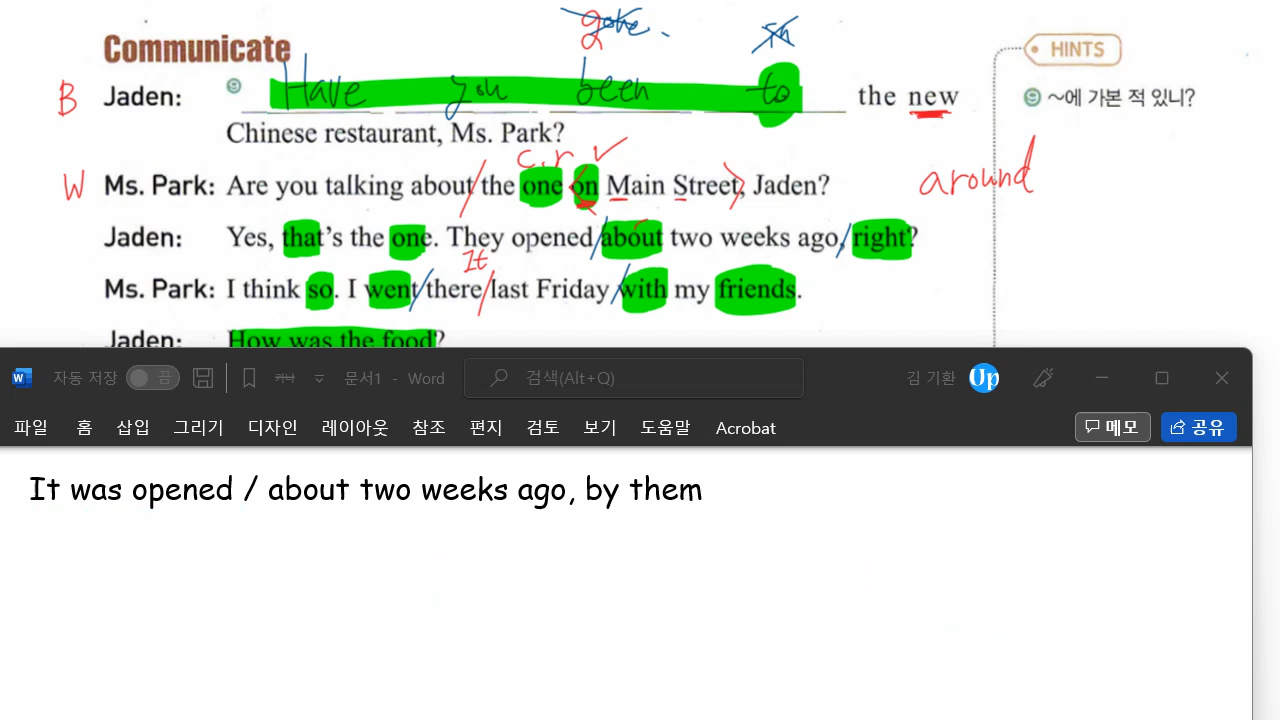 gone.
in
Communicate
HINTS
B Jaden: ⑨ Have you been to the new
⑨ ~에 가본 적 있니?
Chinese restaurant, Ms. Park?
c.r
W Ms. Park: Are you talking about / the one <on Main Street>, Jaden?
around
Jaden: Yes, that's the one. They opened / about two weeks ago, / right?
It
Ms. Park: I think so. I went / there / last Friday / with my friends.
Jaden: How was the food?
자동 저장 끔 가나 문서1 - Word 검색(Alt+Q) 김 기환 Up
파일 홈 삽입 그리기 디자인 레이아웃 참조 편지 검토 보기 도움말 Acrobat 메모 공유
It was opened / about two weeks ago, by them